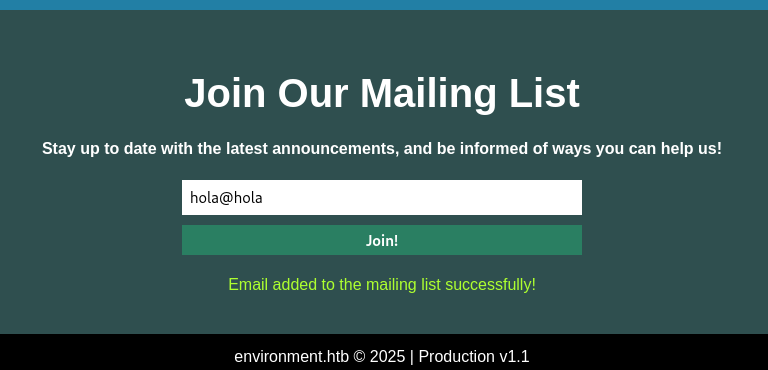 Join Our Mailing List
Stay up to date with the latest announcements, and be informed of ways you can help us!
hola@hola
Join!
Email added to the mailing list successfully!
environment.htb © 2025 | Production v1.1